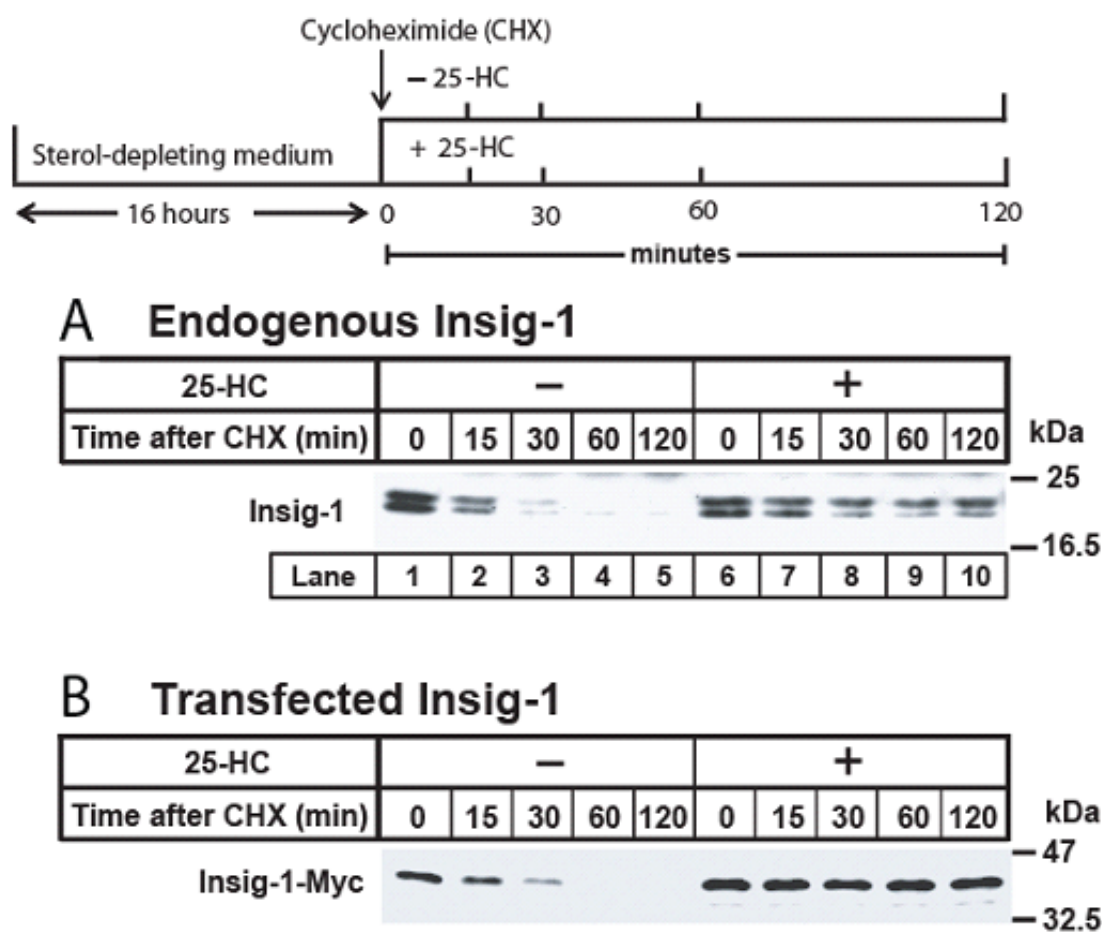 Cycloheximide (CHX)
− 25-HC
Sterol-depleting medium
+ 25-HC
16 hours
0 30 60 120
minutes
A Endogenous Insig-1
25-HC − +
Time after CHX (min) 0 15 30 60 120 0 15 30 60 120 kDa
25
Insig-1
16.5
Lane 1 2 3 4 5 6 7 8 9 10
B Transfected Insig-1
25-HC − +
Time after CHX (min) 0 15 30 60 120 0 15 30 60 120 kDa
47
Insig-1-Myc
32.5